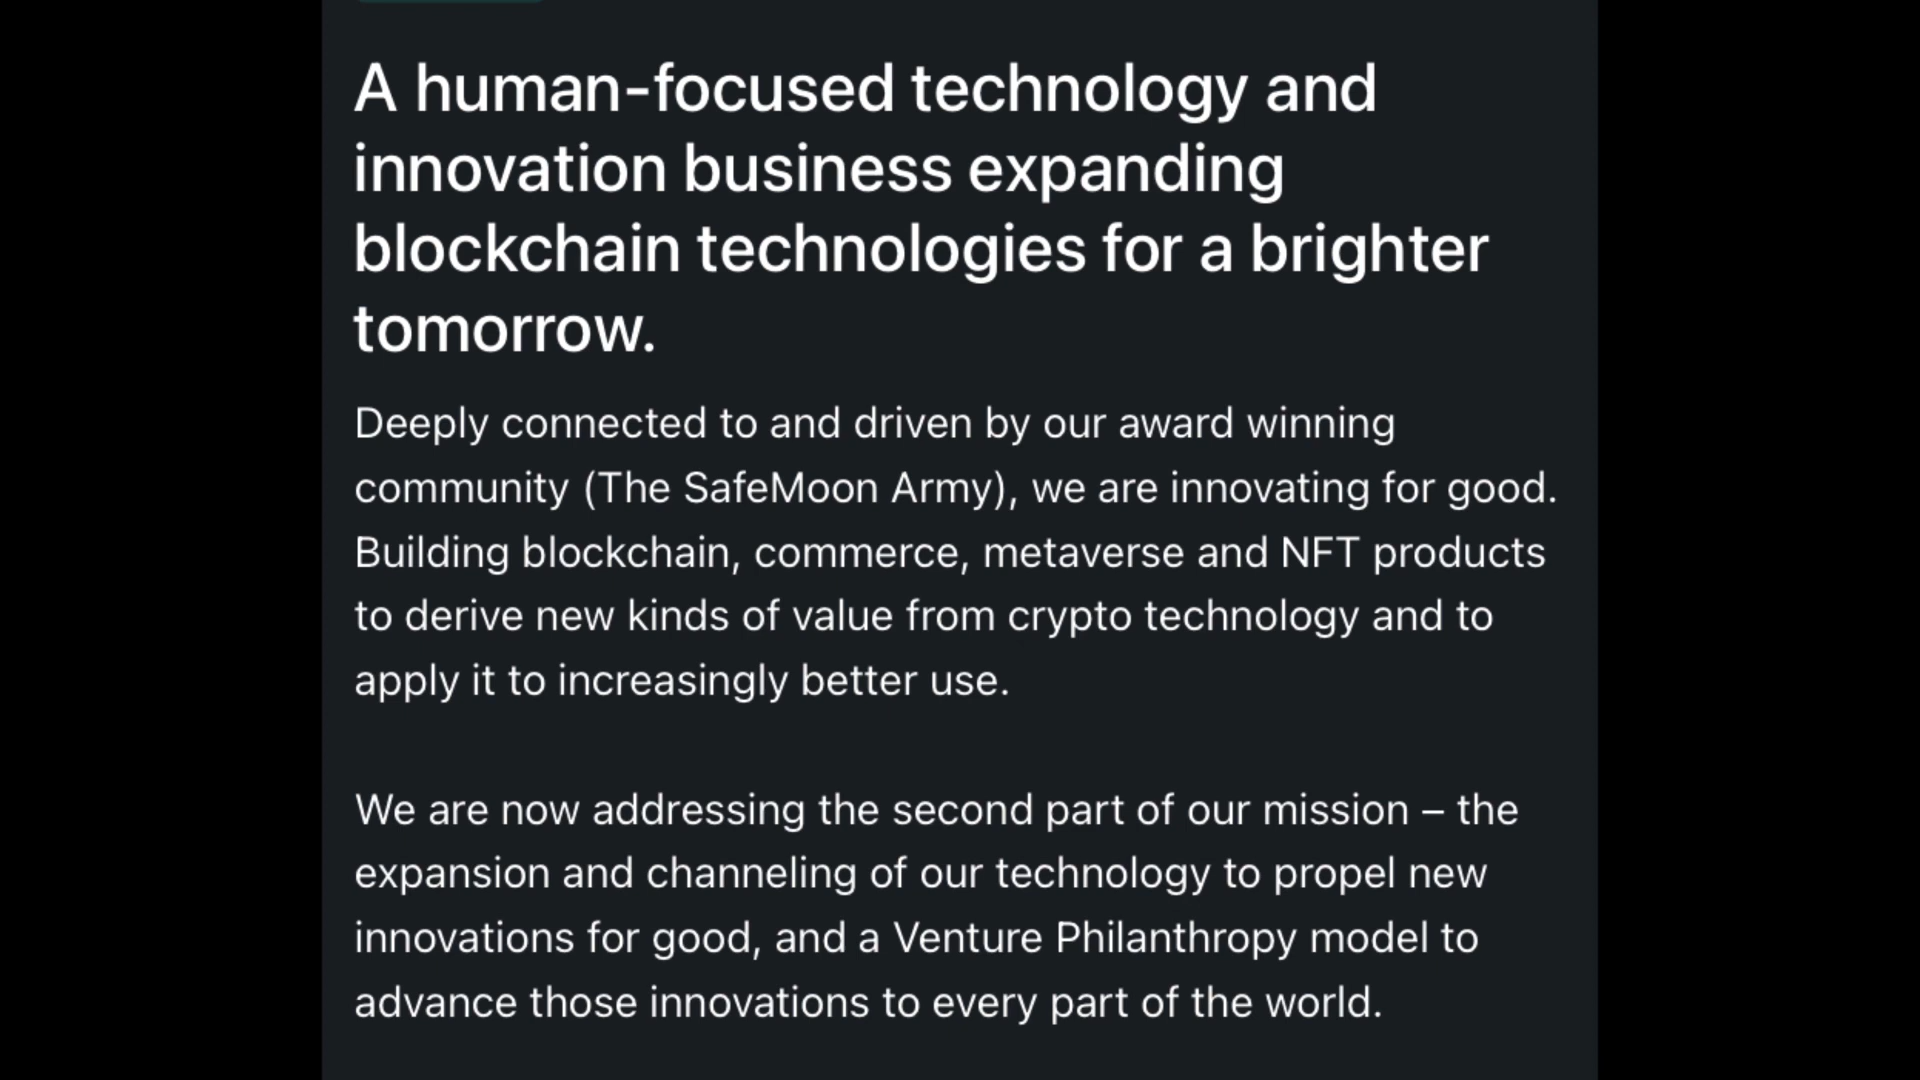 A human-focused technology and
innovation business expanding
blockchain technologies for a brighter
tomorrow.
Deeply connected to and driven by our award winning
community (The SafeMoon Army), we are innovating for good.
Building blockchain, commerce, metaverse and NFT products
to derive new kinds of value from crypto technology and to
apply it to increasingly better use.
We are now addressing the second part of our mission – the
expansion and channeling of our technology to propel new
innovations for good, and a Venture Philanthropy model to
advance those innovations to every part of the world.